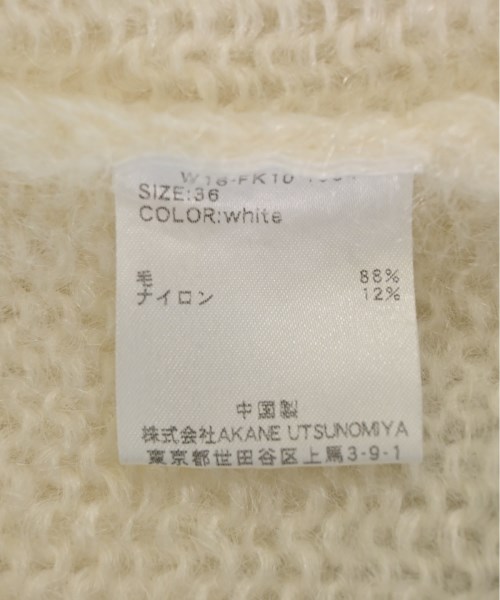 SIZE:36
COLOR:white
毛 88%
ナイロン 12%
中国製
株式会社AKANE UTSUNOMIYA
東京都世田谷区上馬3-9-1